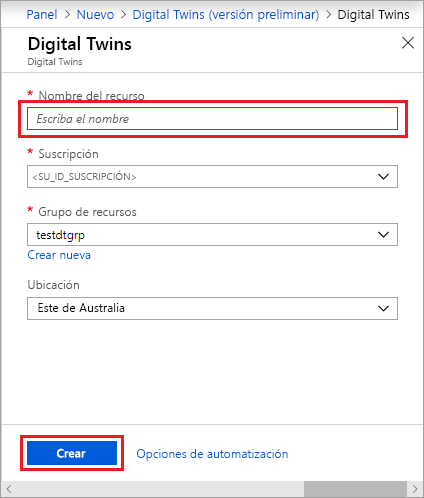 Panel > Nuevo > Digital Twins (versión preliminar) > Digital Twins
Digital Twins
Digital Twins
* Nombre del recurso
Escriba el nombre
* Suscripción
<SU_ID_SUSCRIPCIÓN>
* Grupo de recursos
testdtgrp
Crear nueva
Ubicación
Este de Australia
Crear
Opciones de automatización